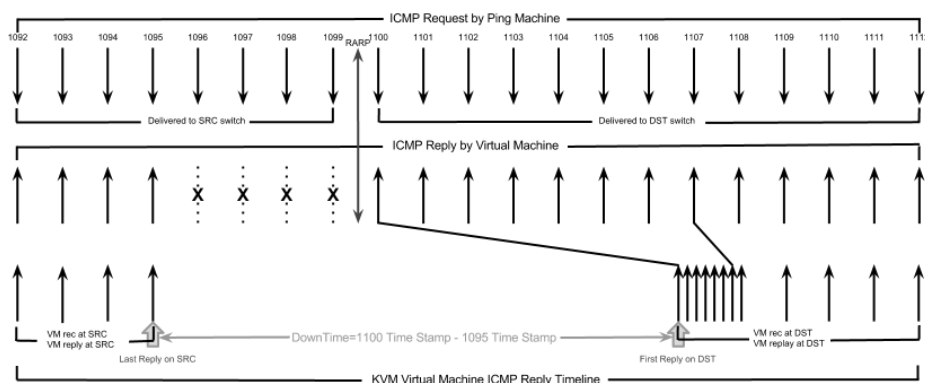 ICMP Request by Ping Machine
1092 1093 1094 1095 1096 1097 1098 1099 RARP 1100 1101 1102 1103 1104 1105 1106 1107 1108 1109 1110 1111 111
Delivered to SRC switch Delivered to DST switch
ICMP Reply by Virtual Machine
X X X X
VM rec at SRC VM rec at DST
VM reply at SRC DownTime=1100 Time Stamp - 1095 Time Stamp VM replay at DST
Last Reply on SRC First Reply on DST
KVM Virtual Machine ICMP Reply Timeline